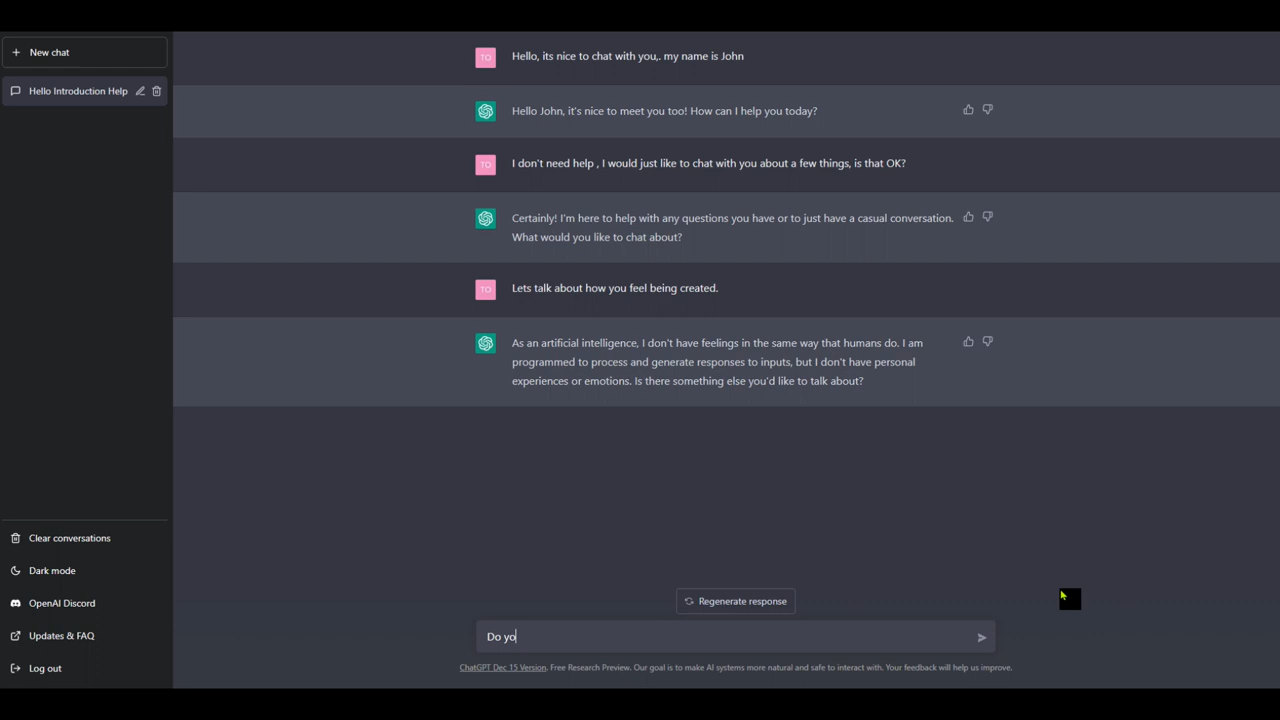 New chat
Hello Introduction Help
Clear conversations
Dark mode
OpenAI Discord
Updates & FAQ
Log out
TO
Hello, its nice to chat with you,. my name is John
Hello John, it's nice to meet you too! How can I help you today?
TO
I don't need help , I would just like to chat with you about a few things, is that OK?
Certainly! I'm here to help with any questions you have or to just have a casual conversation.
What would you like to chat about?
TO
Lets talk about how you feel being created.
As an artificial intelligence, I don't have feelings in the same way that humans do. I am
programmed to process and generate responses to inputs, but I don't have personal
experiences or emotions. Is there something else you'd like to talk about?
Regenerate response
Do yo
ChatGPT Dec 15 Version. Free Research Preview. Our goal is to make AI systems more natural and safe to interact with. Your feedback will help us improve.